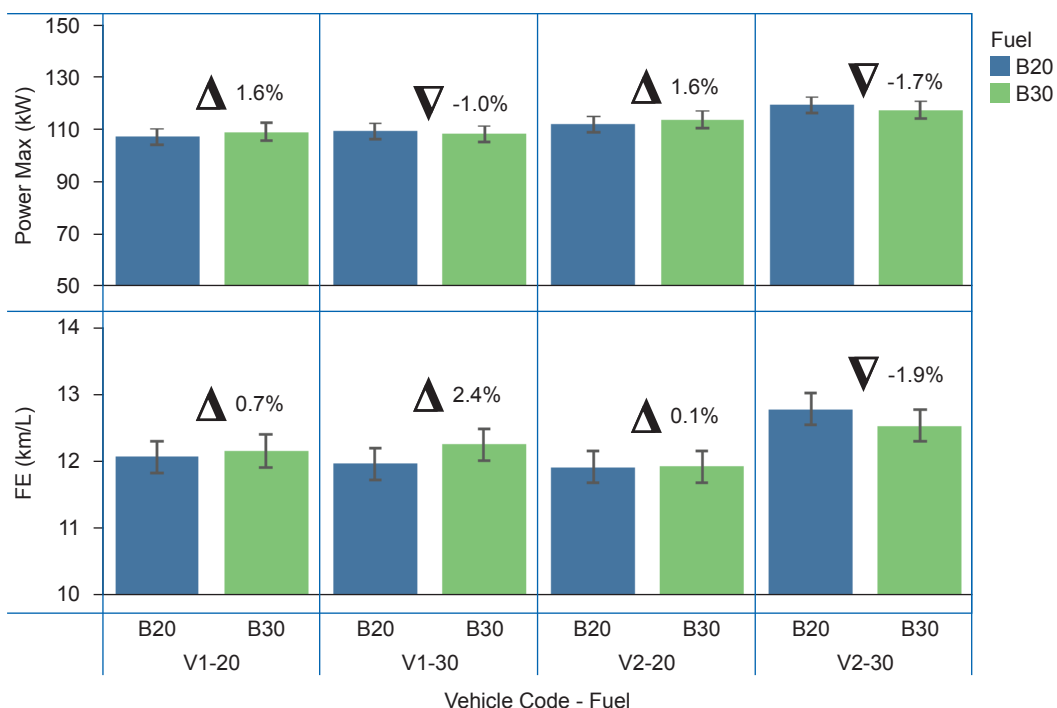 Fuel
B20
B30
Power Max (kW)
150
130
110
90
70
50
1.6%
-1.0%
1.6%
-1.7%
FE (km/L)
14
13
12
11
10
0.7%
2.4%
0.1%
-1.9%
B20 B30 B20 B30 B20 B30 B20 B30
V1-20 V1-30 V2-20 V2-30
Vehicle Code - Fuel